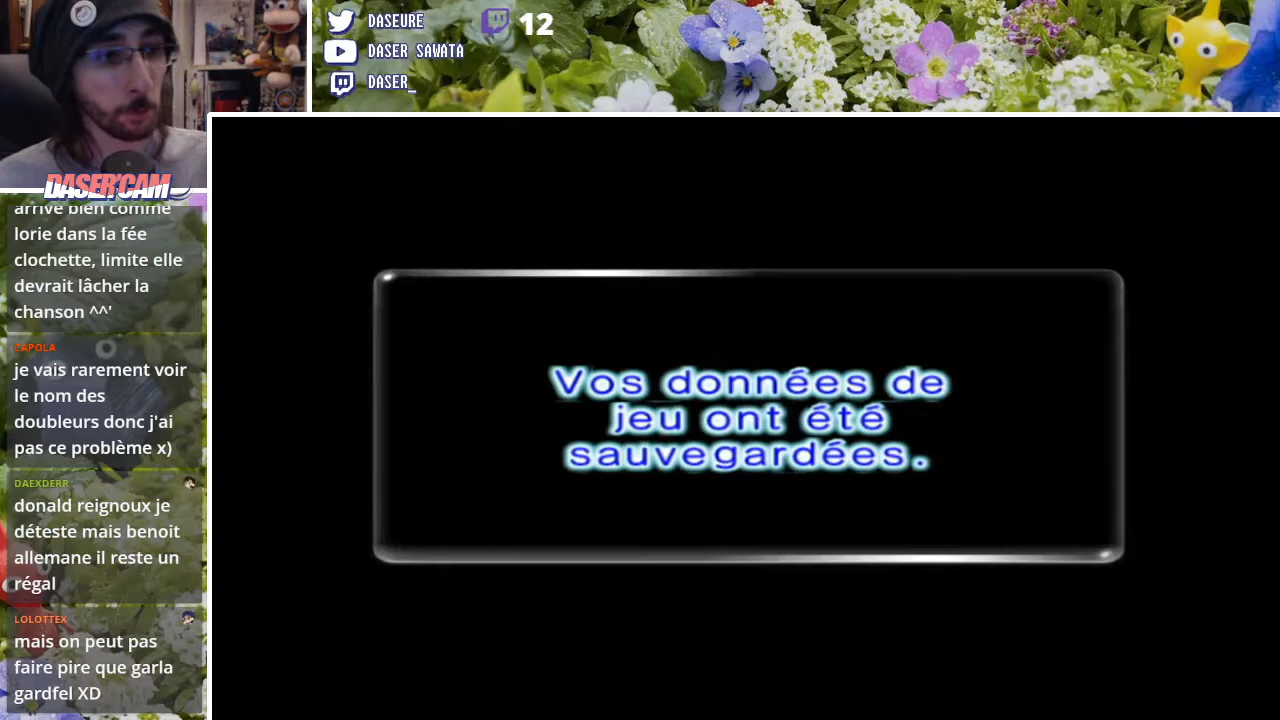 DASEURE
12
DASER SAWATA
DASER_
DASER'CAM
arrive bien comme
lorie dans la fée
clochette, limite elle
devrait lâcher la
chanson ^^'
CAPOLA
je vais rarement voir
le nom des
doubleurs donc j'ai
pas ce problème x)
DAEXDERR
donald reignoux je
déteste mais benoit
allemane il reste un
régal
LOLOTTEX
mais on peut pas
faire pire que garla
gardfel XD
Vos données de
jeu ont été
sauvegardées.